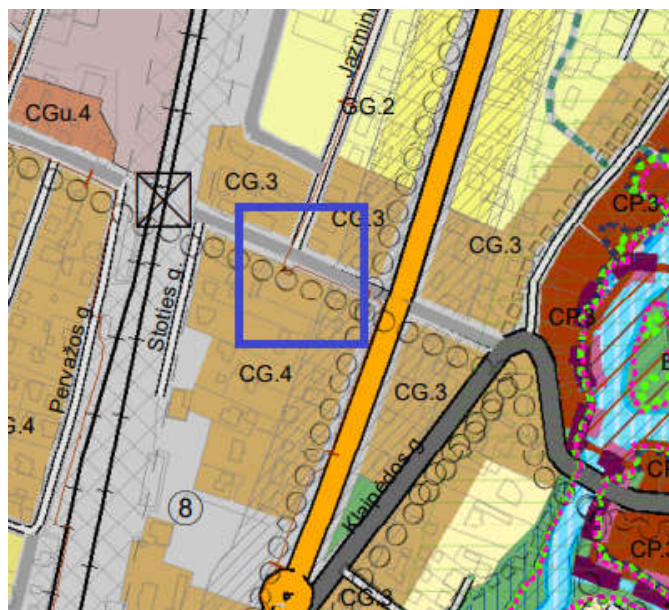 Jazmin
CGu.4
GG.2
CG.3
CG.3
CP.3
CG.3
Stoties g.
CP.3
Pervažos g.
CG.4
CG.3
G.4
Klaipėdos g.
8
CP.3
CG.3